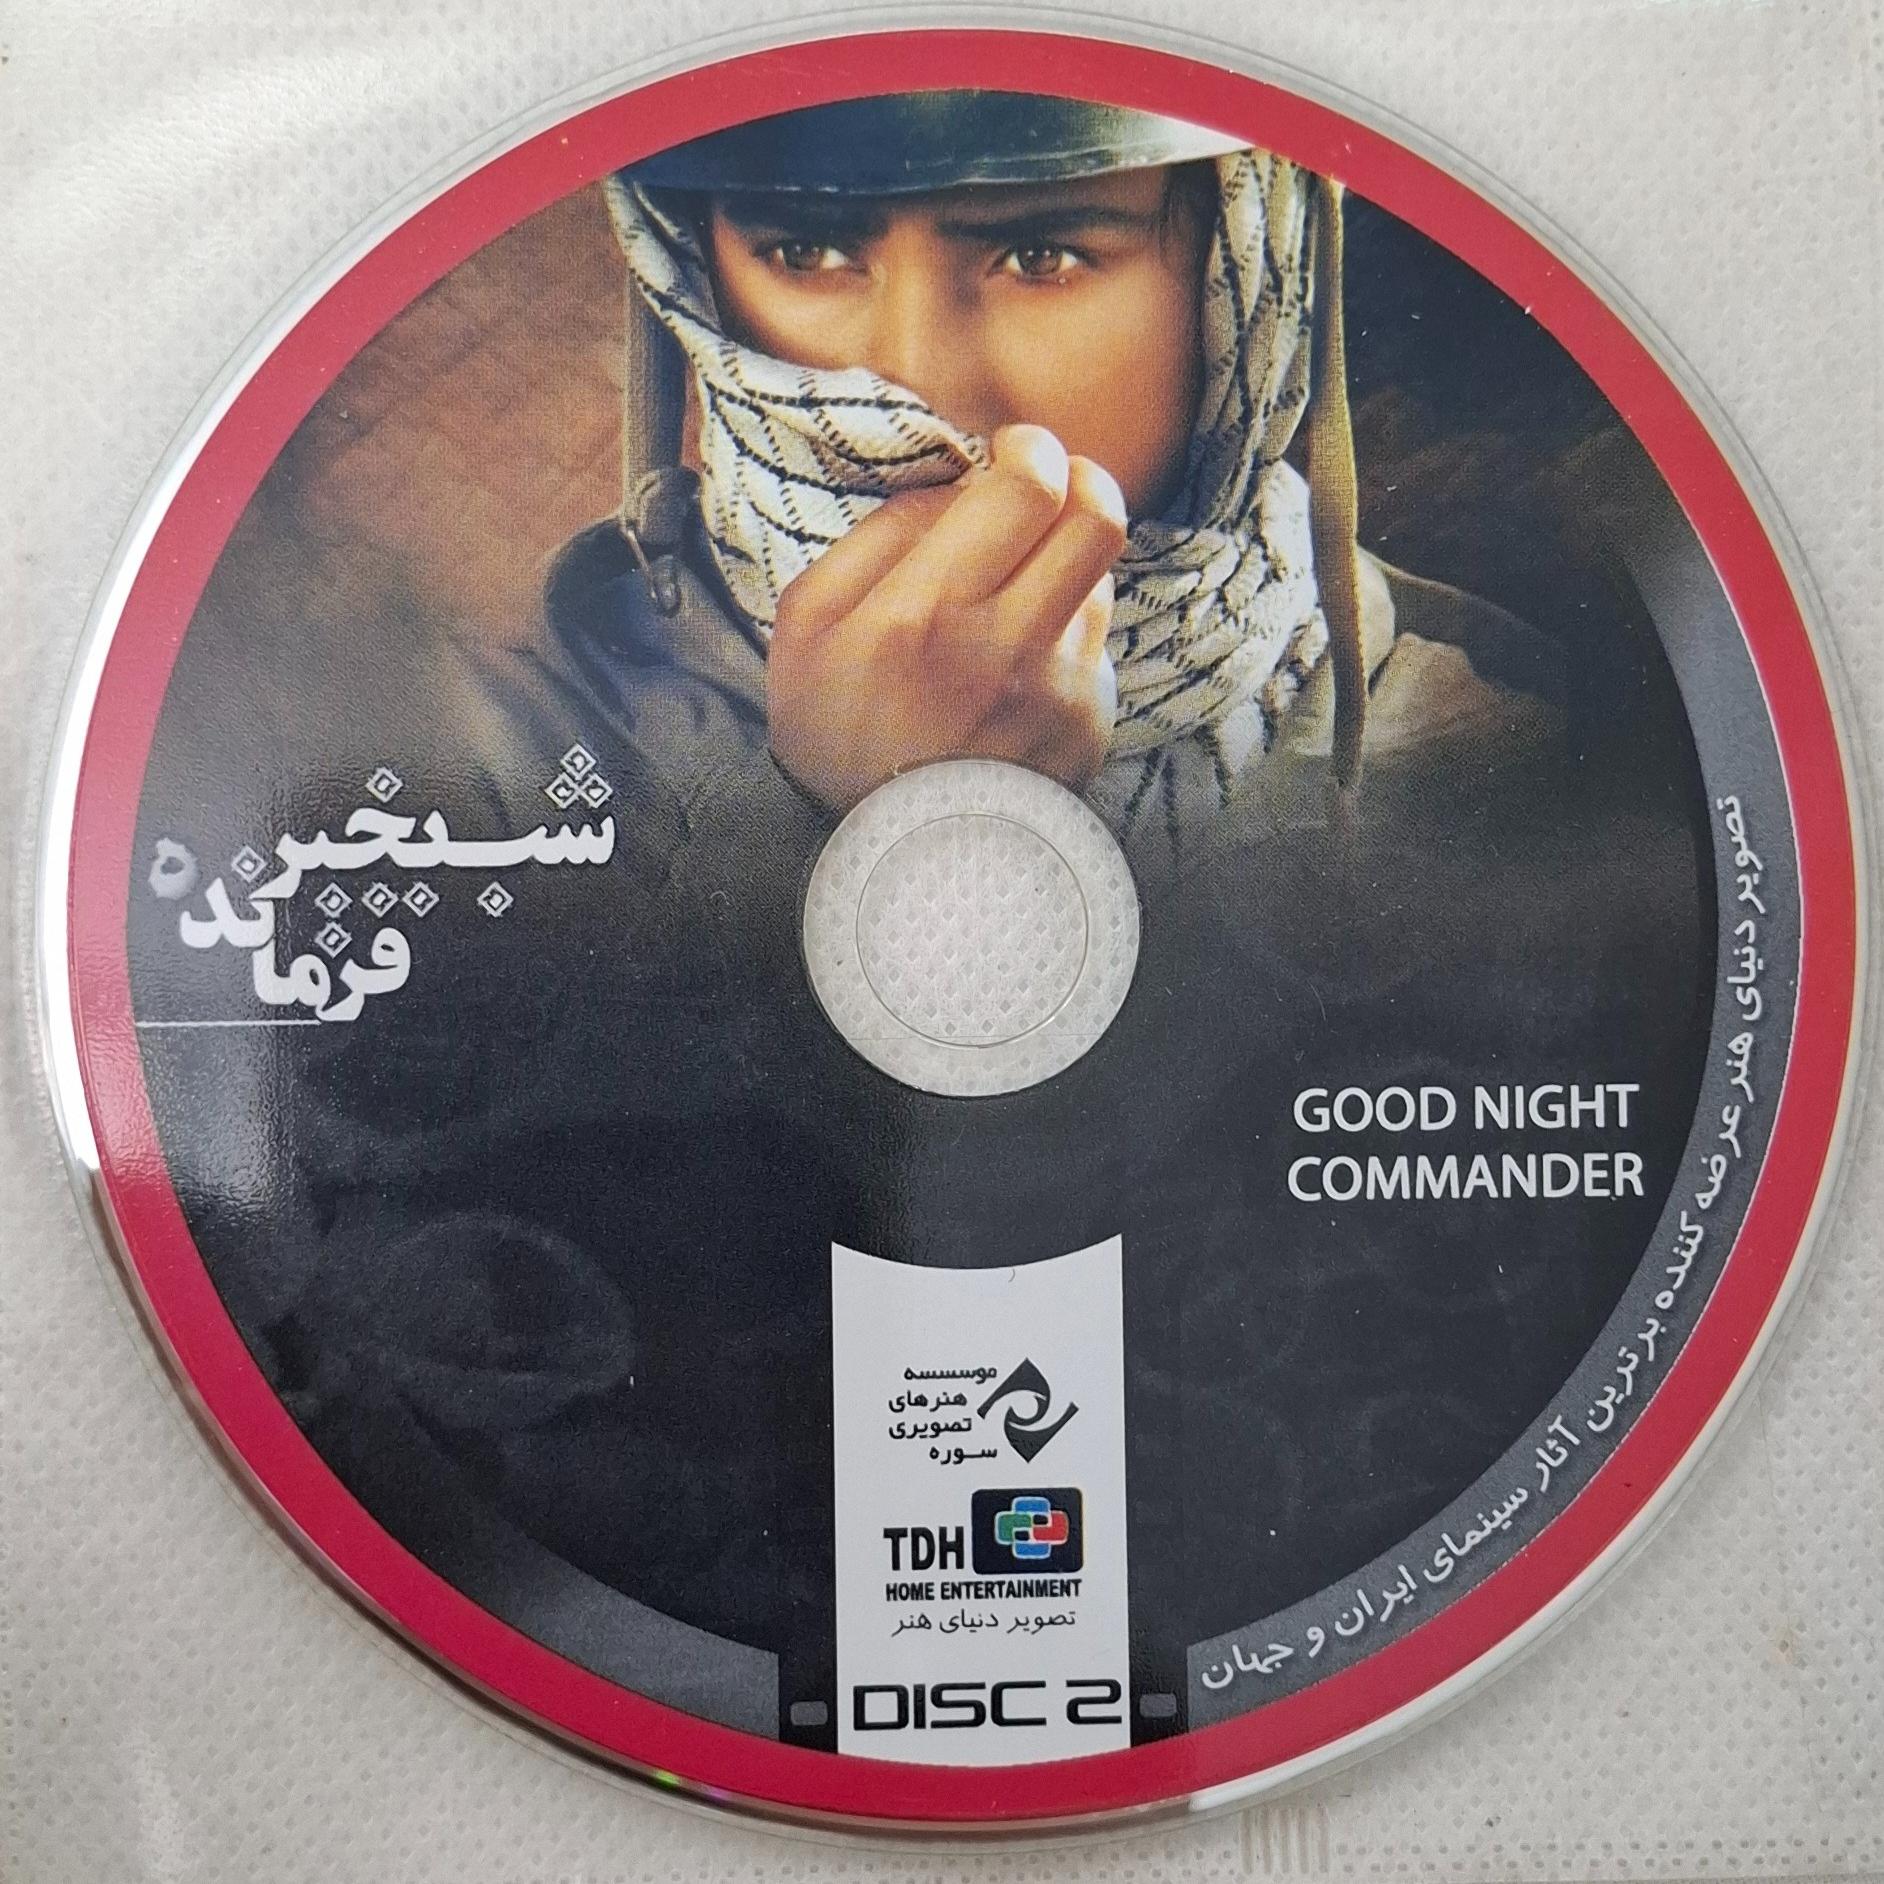 شب بخیر
فرمانده
GOOD NIGHT
COMMANDER
تصویر دنیای هنر عرضه کننده برترین آثار سینمای ایران و جهان
موسسسه
هنرهای
تصویری
سوره
TDH
HOME ENTERTAINMENT
تصویر دنیای هنر
DISC 2